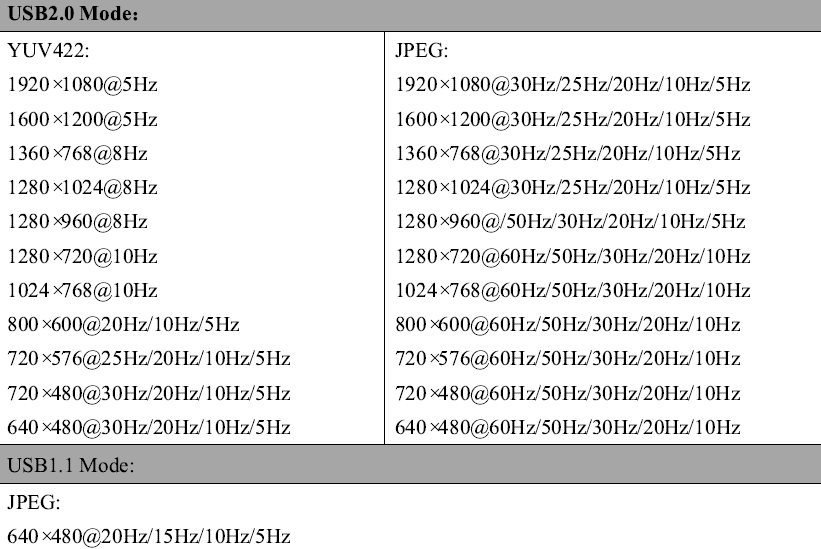 USB2.0 Mode：
YUV422:
1920×1080@5Hz
1600×1200@5Hz
1360×768@8Hz
1280×1024@8Hz
1280×960@8Hz
1280×720@10Hz
1024×768@10Hz
800×600@20Hz/10Hz/5Hz
720×576@25Hz/20Hz/10Hz/5Hz
720×480@30Hz/20Hz/10Hz/5Hz
640×480@30Hz/20Hz/10Hz/5Hz
JPEG:
1920×1080@30Hz/25Hz/20Hz/10Hz/5Hz
1600×1200@30Hz/25Hz/20Hz/10Hz/5Hz
1360×768@30Hz/25Hz/20Hz/10Hz/5Hz
1280×1024@30Hz/25Hz/20Hz/10Hz/5Hz
1280×960@/50Hz/30Hz/20Hz/10Hz/5Hz
1280×720@60Hz/50Hz/30Hz/20Hz/10Hz
1024×768@60Hz/50Hz/30Hz/20Hz/10Hz
800×600@60Hz/50Hz/30Hz/20Hz/10Hz
720×576@60Hz/50Hz/30Hz/20Hz/10Hz
720×480@60Hz/50Hz/30Hz/20Hz/10Hz
640×480@60Hz/50Hz/30Hz/20Hz/10Hz
USB1.1 Mode:
JPEG:
640×480@20Hz/15Hz/10Hz/5Hz